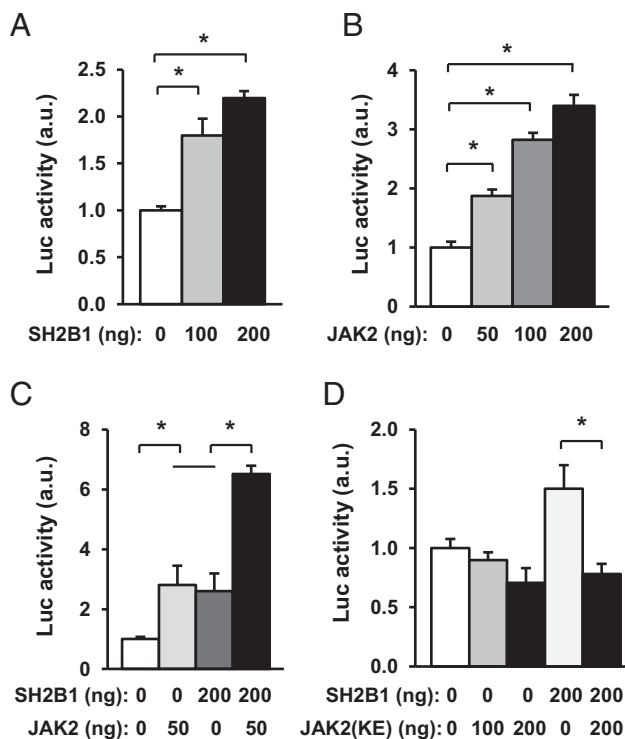 A
*
*
Luc activity (a.u.)
2.5
2.0
1.5
1.0
0.5
0.0
SH2B1 (ng): 0 100 200
B
*
*
*
Luc activity (a.u.)
4
3
2
1
0
JAK2 (ng): 0 50 100 200
C
* *
Luc activity (a.u.)
8
6
4
2
0
SH2B1 (ng): 0 0 200 200
JAK2 (ng): 0 50 0 50
D
*
Luc activity (a.u.)
2.0
1.5
1.0
0.5
0.0
SH2B1 (ng): 0 0 0 200 200
JAK2(KE) (ng): 0 100 200 0 200